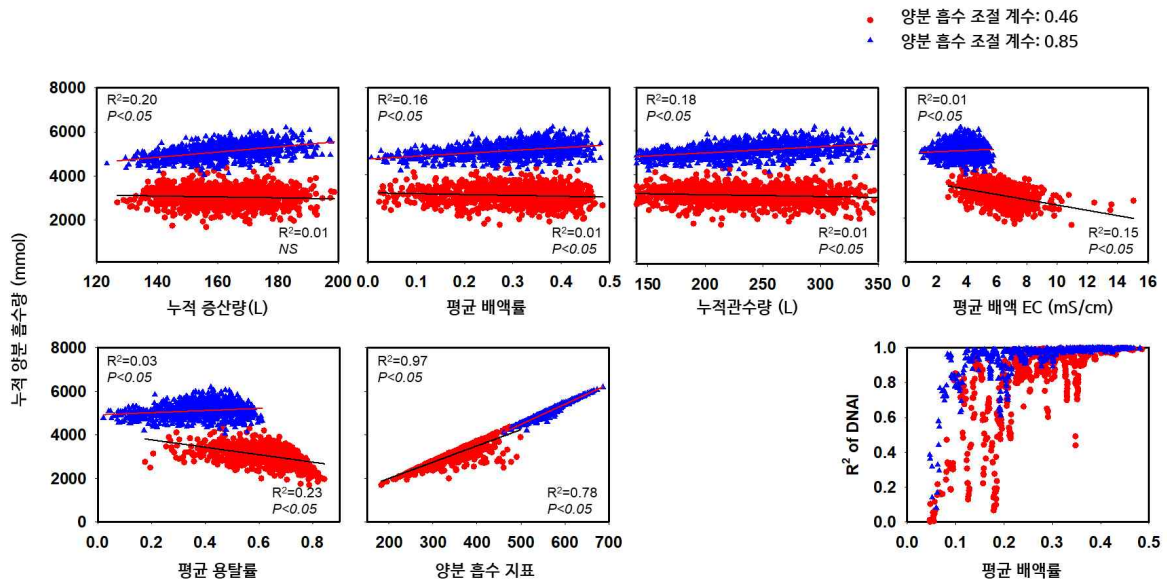 양분 흡수 조절 계수: 0.46
양분 흡수 조절 계수: 0.85
누적 양분 흡수량 (mmol)
8000
6000
4000
2000
R²=0.20
P<0.05
R²=0.01
NS
120 140 160 180 200
누적 증산량(L)
R²=0.16
P<0.05
R²=0.01
P<0.05
0.0 0.1 0.2 0.3 0.4 0.5
평균 배액률
R²=0.18
P<0.05
R²=0.01
P<0.05
150 200 250 300 350
누적관수량 (L)
R²=0.01
P<0.05
R²=0.15
P<0.05
0 2 4 6 8 10 12 14 16
평균 배액 EC (mS/cm)
8000
6000
4000
2000
0
R²=0.03
P<0.05
R²=0.23
P<0.05
0.0 0.2 0.4 0.6 0.8
평균 용탈률
R²=0.97
P<0.05
R²=0.78
P<0.05
200 300 400 500 600 700
양분 흡수 지표
R² of DNAI
1.0
0.8
0.6
0.4
0.2
0.0
0.0 0.1 0.2 0.3 0.4 0.5
평균 배액률